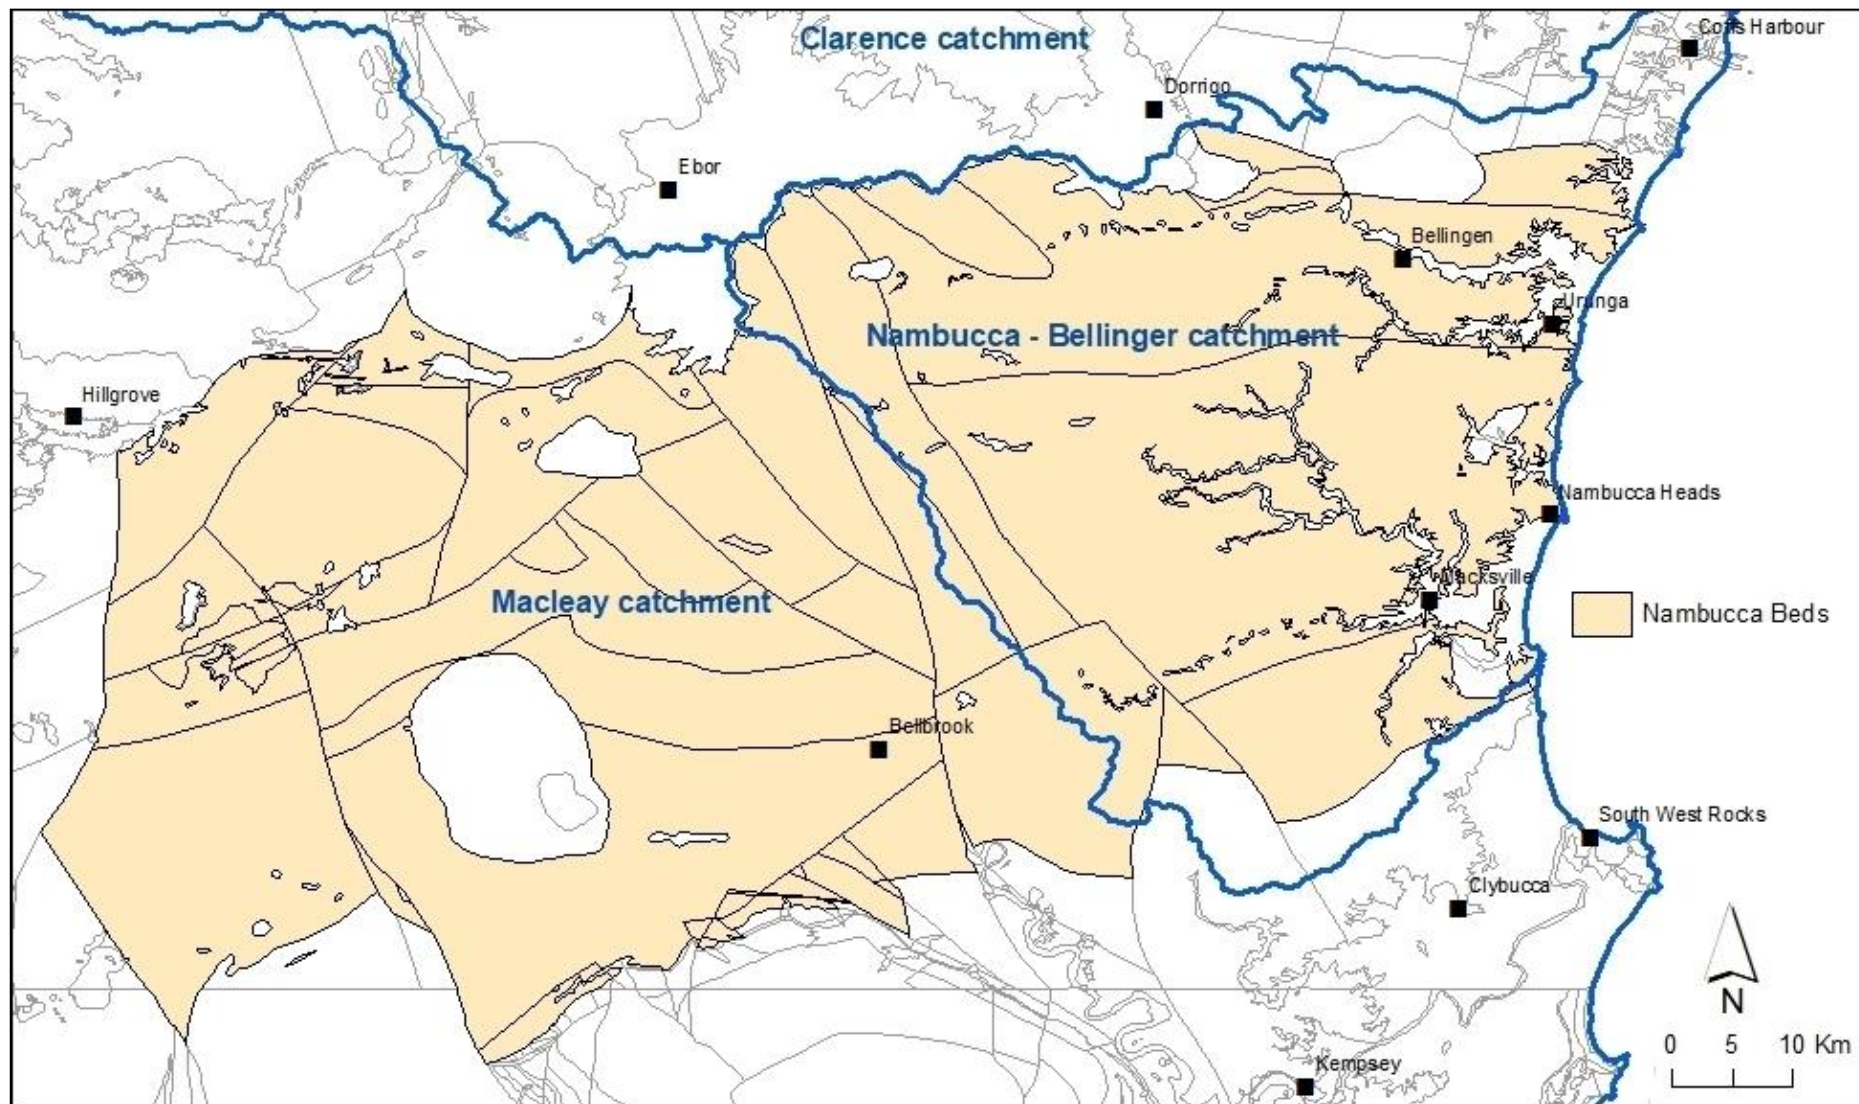 Clarence catchment
Coffs Harbour
Dorrigo
Ebor
Bellingen
Urunga
Nambucca - Bellinger catchment
Hillgrove
Nambucca Heads
Macksville
Macleay catchment
Nambucca Beds
Bellbrook
South West Rocks
Clybucca
N
0 5 10 Km
Kempsey